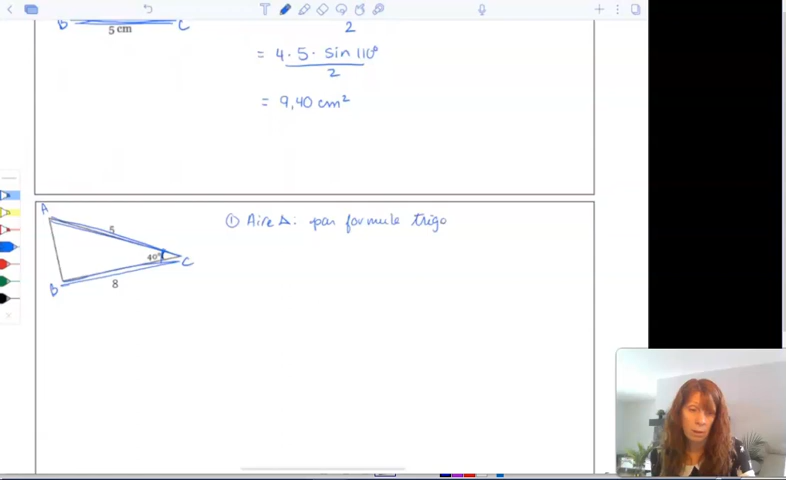 B C
5 cm
2
= 4 · 5 · sin 110°
2
= 9,40 cm²
A
5
① Aire Δ: par formule trigo
40°
C
B
8